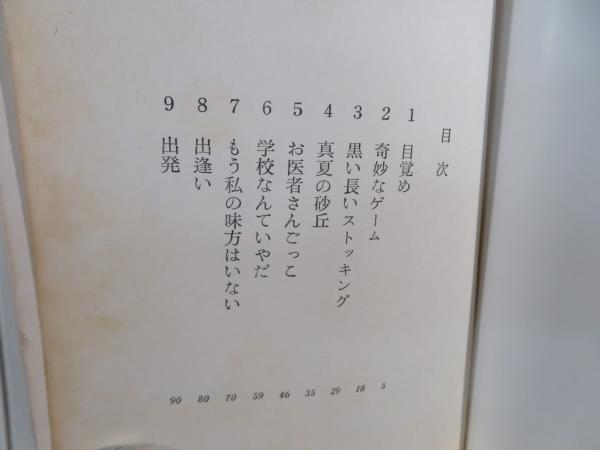 目次
1 目覚め 5
2 奇妙なゲーム 18
3 黒い長いストッキング 29
4 真夏の砂丘 35
5 お医者さんごっこ 46
6 学校なんていやだ 59
7 もう私の味方はいない 70
8 出逢い 80
9 出発 90